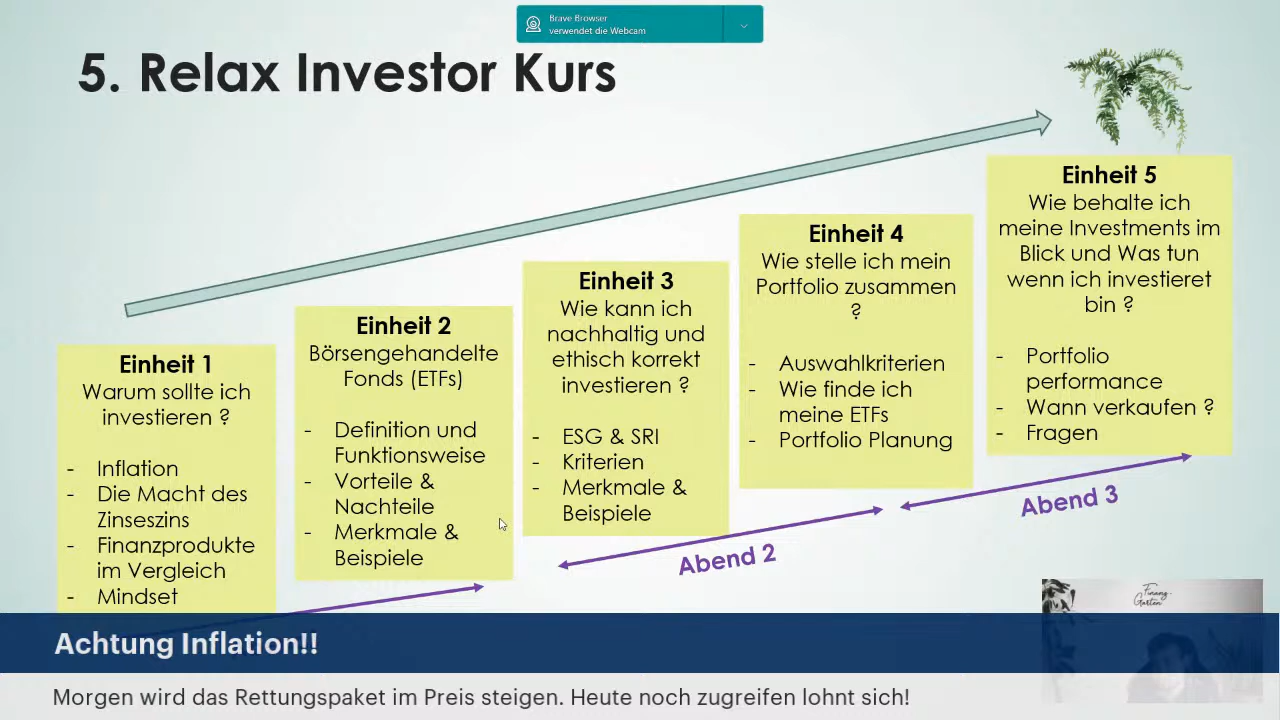 Brave Browser
verwendet die Webcam
5. Relax Investor Kurs
Einheit 1
Warum sollte ich
investieren ?
- Inflation
- Die Macht des
Zinseszins
- Finanzprodukte
im Vergleich
- Mindset
Einheit 2
Börsengehandelte
Fonds (ETFs)
- Definition und
Funktionsweise
- Vorteile &
Nachteile
- Merkmale &
Beispiele
Einheit 3
Wie kann ich
nachhaltig und
ethisch korrekt
investieren ?
- ESG & SRI
- Kriterien
- Merkmale &
Beispiele
Einheit 4
Wie stelle ich mein
Portfolio zusammen
?
- Auswahlkriterien
- Wie finde ich
meine ETFs
- Portfolio Planung
Einheit 5
Wie behalte ich
meine Investments im
Blick und Was tun
wenn ich investieret
bin ?
- Portfolio
performance
- Wann verkaufen ?
- Fragen
Abend 2
Abend 3
Finanz
Garten
Achtung Inflation!!
Morgen wird das Rettungspaket im Preis steigen. Heute noch zugreifen lohnt sich!